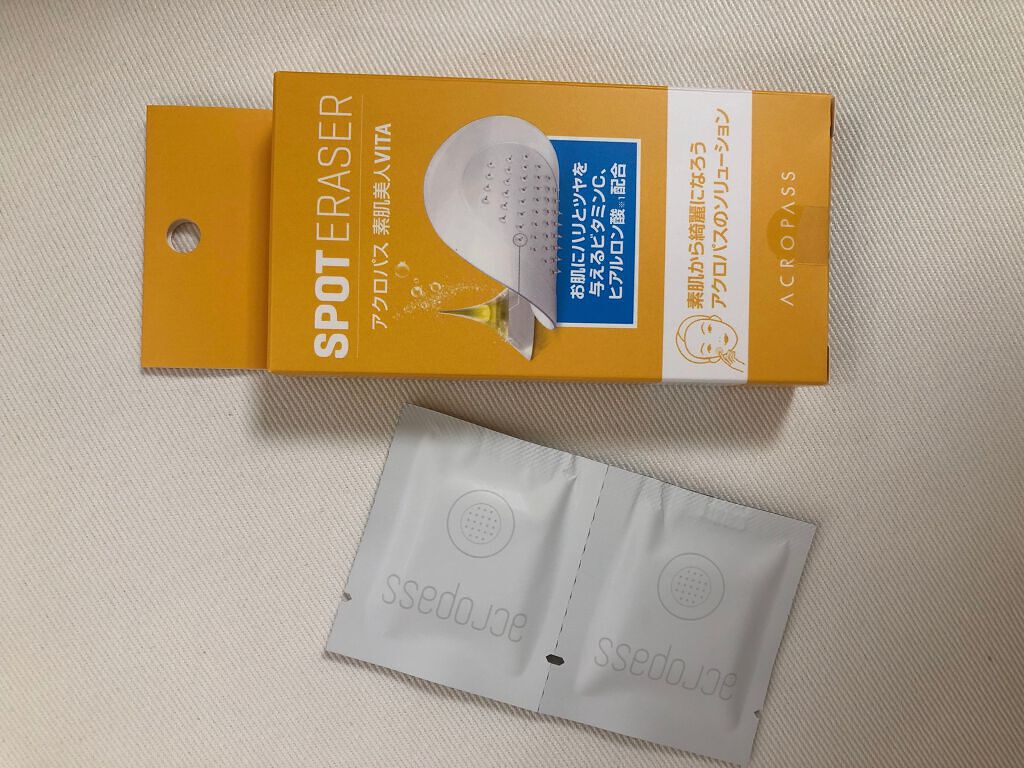 SPOT ERASER
アクロパス 素肌美人VITA
お肌にハリとツヤを
与えるビタミンC、
ヒアルロン酸※1配合
素肌から綺麗になろう
アクロパスのソリューション
ACROPASS
acropass
acropass